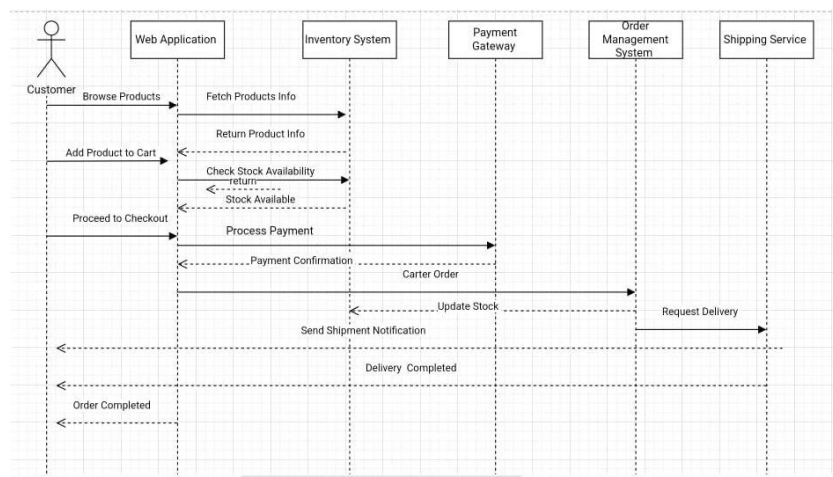 Web Application
Inventory System
Payment
Gateway
Order
Management
System
Shipping Service
Customer
Browse Products
Fetch Products Info
Return Product Info
Add Product to Cart
Check Stock Availability
return
Stock Available
Proceed to Checkout
Process Payment
Payment Confirmation
Carter Order
Update Stock
Request Delivery
Send Shipment Notification
Delivery Completed
Order Completed